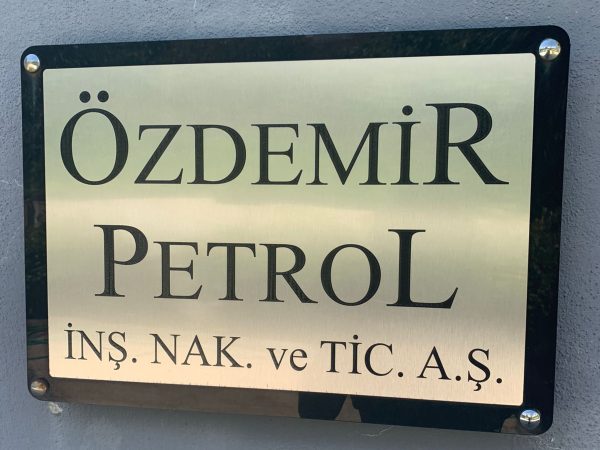 ÖZDEMİR
PETROL
İNŞ. NAK. ve TİC. A.Ş.